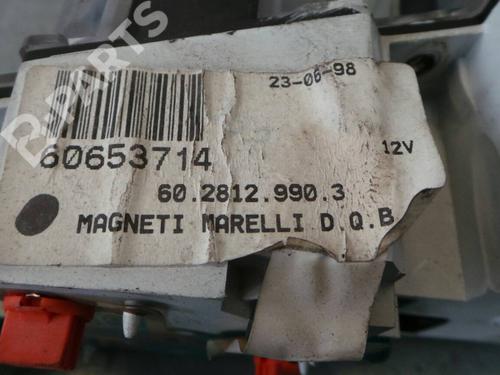 B-PARTS
23-06-98
60653714
12V
60.2812.990.3
MAGNETI MARELLI D.Q.B